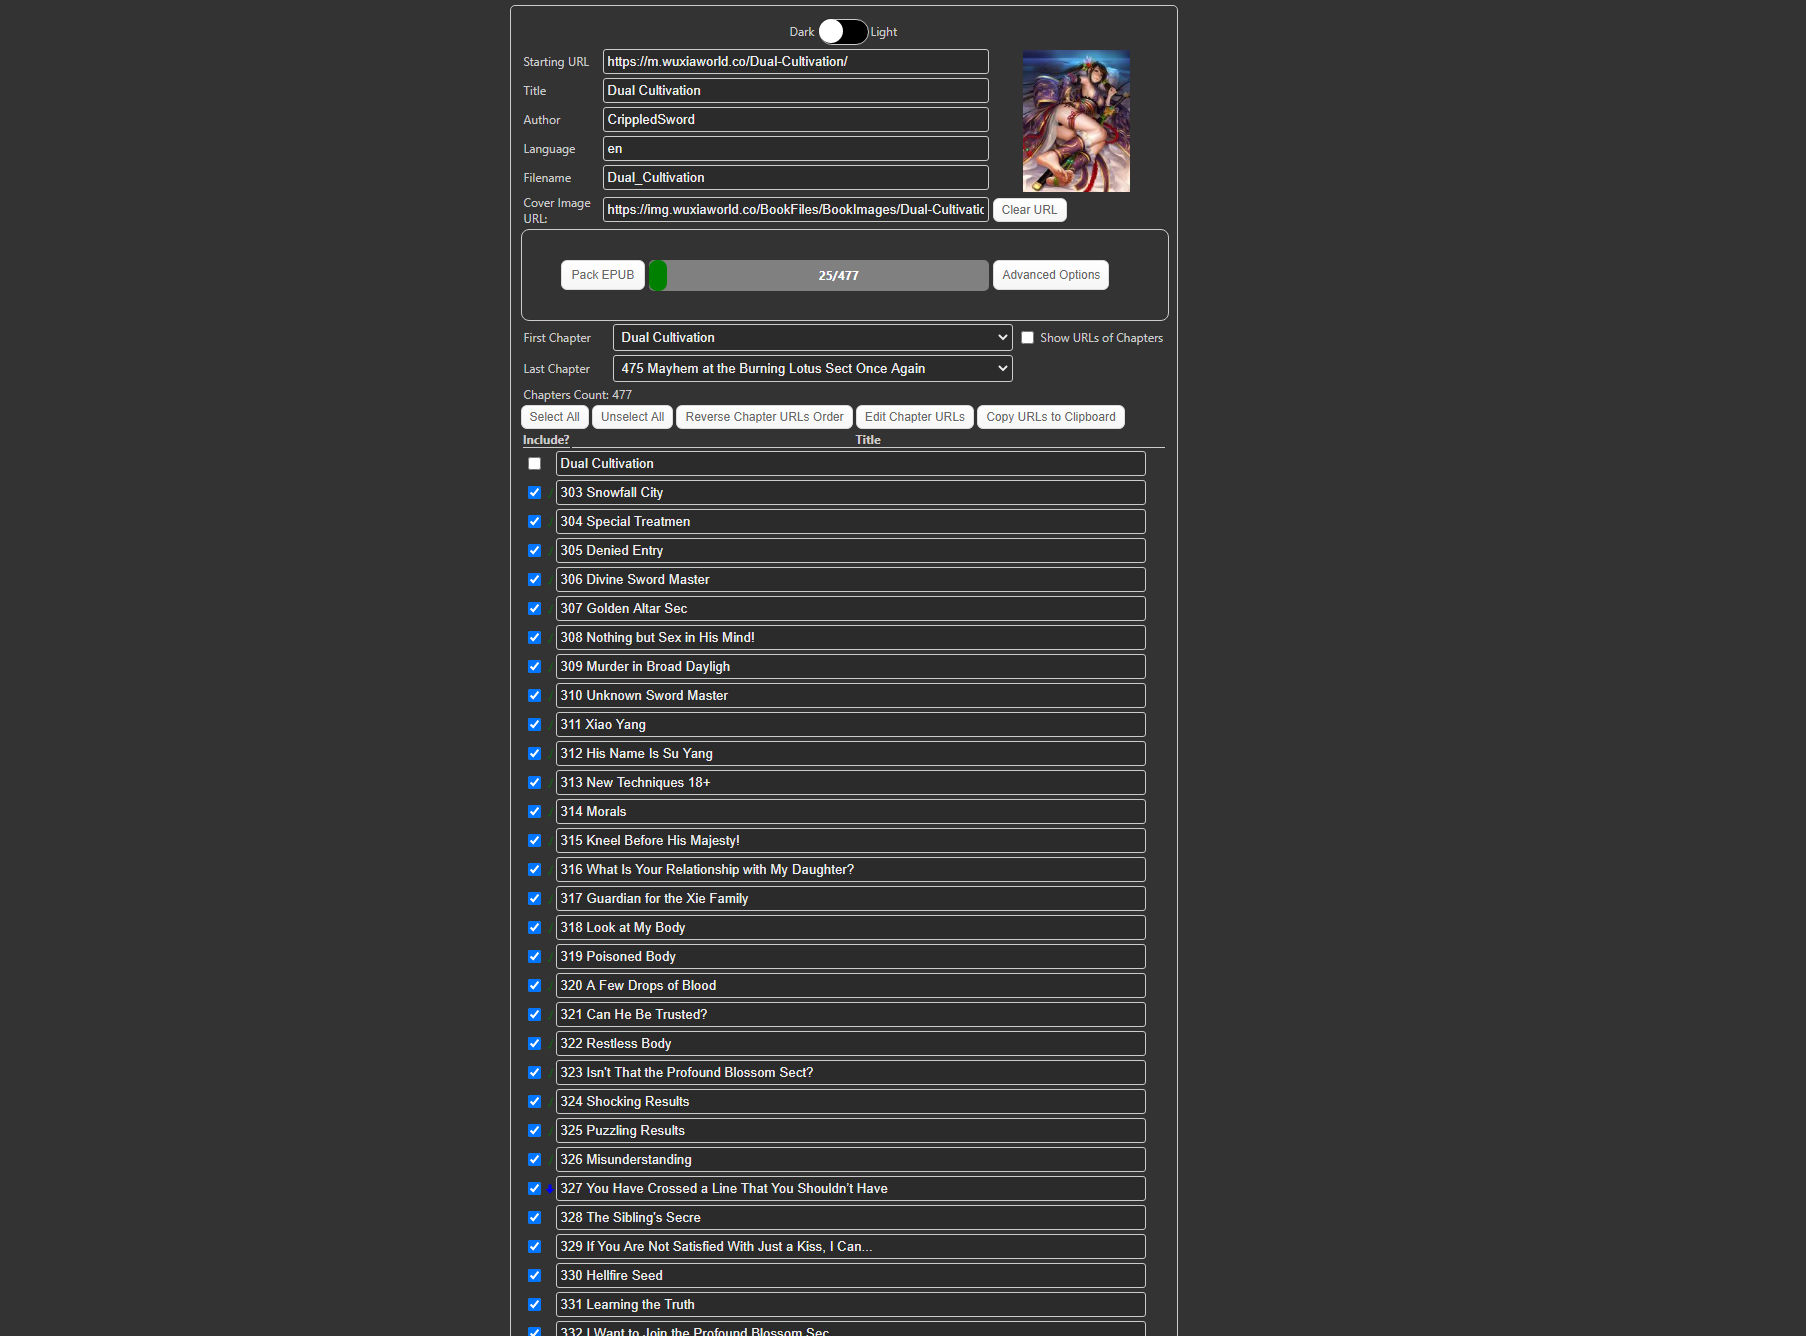 Dark Light
Starting URL https://m.wuxiaworld.co/Dual-Cultivation/
Title Dual Cultivation
Author CrippledSword
Language en
Filename Dual_Cultivation
Cover Image URL: https://img.wuxiaworld.co/BookFiles/BookImages/Dual-Cultivatic Clear URL
Pack EPUB 25/477 Advanced Options
First Chapter Dual Cultivation Show URLs of Chapters
Last Chapter 475 Mayhem at the Burning Lotus Sect Once Again
Chapters Count: 477
Select All Unselect All Reverse Chapter URLs Order Edit Chapter URLs Copy URLs to Clipboard
Include? Title
Dual Cultivation
303 Snowfall City
304 Special Treatmen
305 Denied Entry
306 Divine Sword Master
307 Golden Altar Sec
308 Nothing but Sex in His Mind!
309 Murder in Broad Dayligh
310 Unknown Sword Master
311 Xiao Yang
312 His Name Is Su Yang
313 New Techniques 18+
314 Morals
315 Kneel Before His Majesty!
316 What Is Your Relationship with My Daughter?
317 Guardian for the Xie Family
318 Look at My Body
319 Poisoned Body
320 A Few Drops of Blood
321 Can He Be Trusted?
322 Restless Body
323 Isn't That the Profound Blossom Sect?
324 Shocking Results
325 Puzzling Results
326 Misunderstanding
327 You Have Crossed a Line That You Shouldn't Have
328 The Sibling's Secre
329 If You Are Not Satisfied With Just a Kiss, I Can...
330 Hellfire Seed
331 Learning the Truth
332 I Want to Join the Profound Blossom Sec